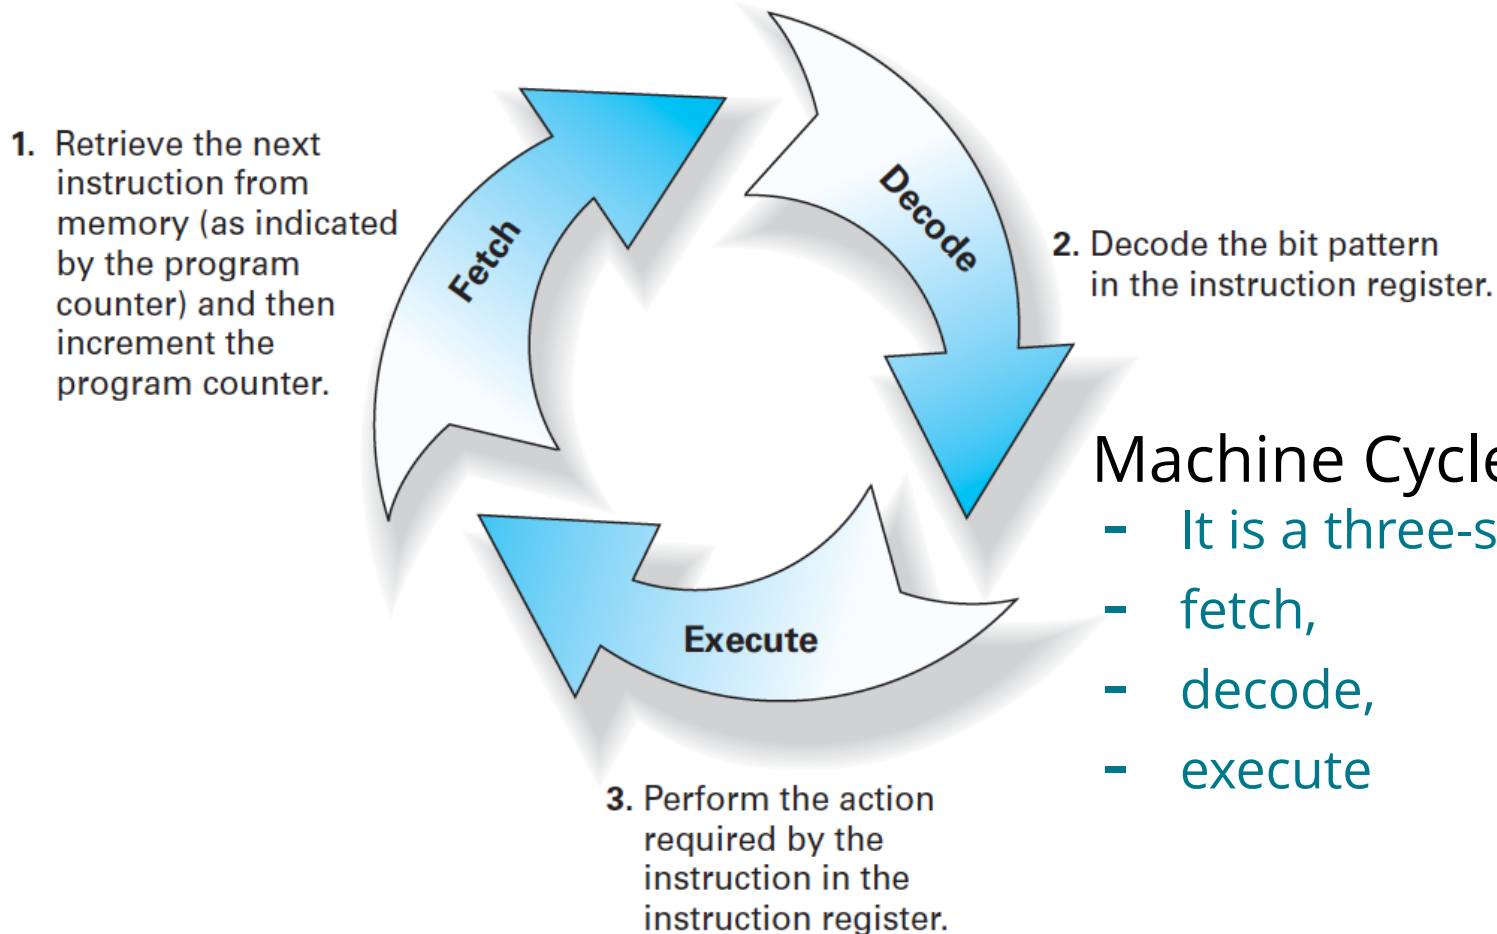 1. Retrieve the next
instruction from
memory (as indicated
by the program
counter) and then
increment the
program counter.
Fetch
Decode
2. Decode the bit pattern
in the instruction register.
Execute
3. Perform the action
required by the
instruction in the
instruction register.
Machine Cycle
- It is a three-s
- fetch,
- decode,
- execute